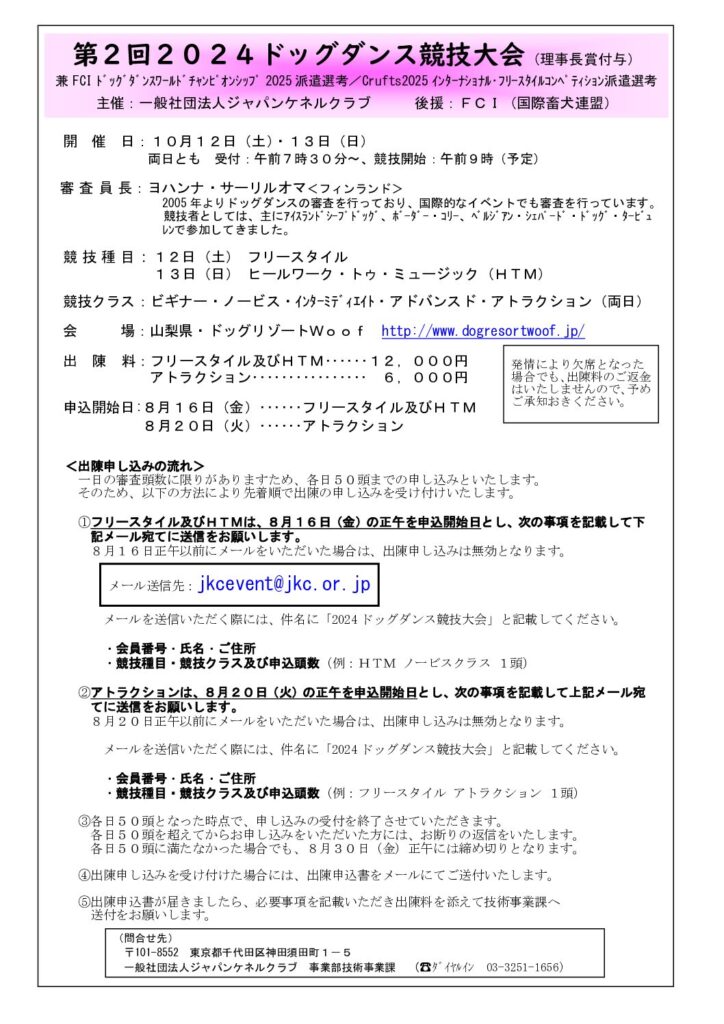 第２回２０２４ドッグダンス競技大会（理事長賞付与）
兼 FCI ﾄﾞｯｸﾞﾀﾞﾝｽﾜｰﾙﾄﾞﾁｬﾝﾋﾟｵﾝｼｯﾌﾟ 2025 派遣選考／Crufts2025 ｲﾝﾀｰﾅｼｮﾅﾙ･ﾌﾘｰｽﾀｲﾙｺﾝﾍﾟﾃｨｼｮﾝ派遣選考
主催：一般社団法人ジャパンケネルクラブ　　後援：ＦＣＩ（国際畜犬連盟）
開　催　日：１０月１２日（土）・１３日（日）
両日とも　受付：午前７時３０分～、競技開始：午前９時（予定）
審査員長：ヨハンナ・サーリルオマ＜フィンランド＞
2005 年よりドッグダンスの審査を行っており、国際的なイベントでも審査を行っています。
競技者としては、主にｱｲｽﾗﾝﾄﾞｼｰﾌﾟﾄﾞｯｸﾞ、ﾎﾞｰﾀﾞｰ・ｺﾘｰ、ﾍﾞﾙｼﾞｱﾝ・ｼｪﾊﾟｰﾄﾞ・ﾄﾞｯｸﾞ・ﾀｰﾋﾞｭ
ﾚﾝで参加してきました。
競技種目：１２日（土）　フリースタイル
１３日（日）　ヒールワーク・トゥ・ミュージック（ＨＴＭ）
競技クラス：ビギナー・ノービス・ｲﾝﾀｰﾐﾃﾞｨｴｲﾄ・アドバンスド・アトラクション（両日）
会　　　場：山梨県・ドッグリゾートＷｏｏｆ　http://www.dogresortwoof.jp/
出　陳　料：フリースタイル及びＨＴＭ‥‥‥１２，０００円
アトラクション‥‥‥‥‥‥‥‥　６，０００円
発情により欠席となった
場合でも、出陳料のご返金
はいたしませんので、予め
ご承知おきください。
申込開始日：８月１６日（金）‥‥‥フリースタイル及びＨＴＭ
８月２０日（火）‥‥‥アトラクション
＜出陳申し込みの流れ＞
一日の審査頭数に限りがありますため、各日５０頭までの申し込みといたします。
そのため、以下の方法により先着順で出陳の申し込みを受け付けいたします。
①フリースタイル及びＨＴＭは、８月１６日（金）の正午を申込開始日とし、次の事項を記載して下
記メール宛てに送信をお願いします。
８月１６日正午以前にメールをいただいた場合は、出陳申し込みは無効となります。
メール送信先：jkcevent@jkc.or.jp
メールを送信いただく際には、件名に「2024 ドッグダンス競技大会」と記載してください。
・会員番号・氏名・ご住所
・競技種目・競技クラス及び申込頭数（例：ＨＴＭ ノービスクラス １頭）
②アトラクションは、８月２０日（火）の正午を申込開始日とし、次の事項を記載して上記メール宛
てに送信をお願いします。
８月２０日正午以前にメールをいただいた場合は、出陳申し込みは無効となります。
メールを送信いただく際には、件名に「2024 ドッグダンス競技大会」と記載してください。
・会員番号・氏名・ご住所
・競技種目・競技クラス及び申込頭数（例：フリースタイル アトラクション １頭）
③各日５０頭となった時点で、申し込みの受付を終了させていただきます。
各日５０頭を超えてからお申し込みをいただいた方には、お断りの返信をいたします。
各日５０頭に満たなかった場合でも、８月３０日（金）正午には締め切りとなります。
④出陳申し込みを受け付けた場合には、出陳申込書をメールにてご送付いたします。
⑤出陳申込書が届きましたら、必要事項を記載いただき出陳料を添えて技術事業課へ
送付をお願いします。
（問合せ先）
〒101-8552　東京都千代田区神田須田町１－５
一般社団法人ジャパンケネルクラブ　事業部技術事業課　（☎ﾀﾞｲﾔﾙｲﾝ　03-3251-1656）